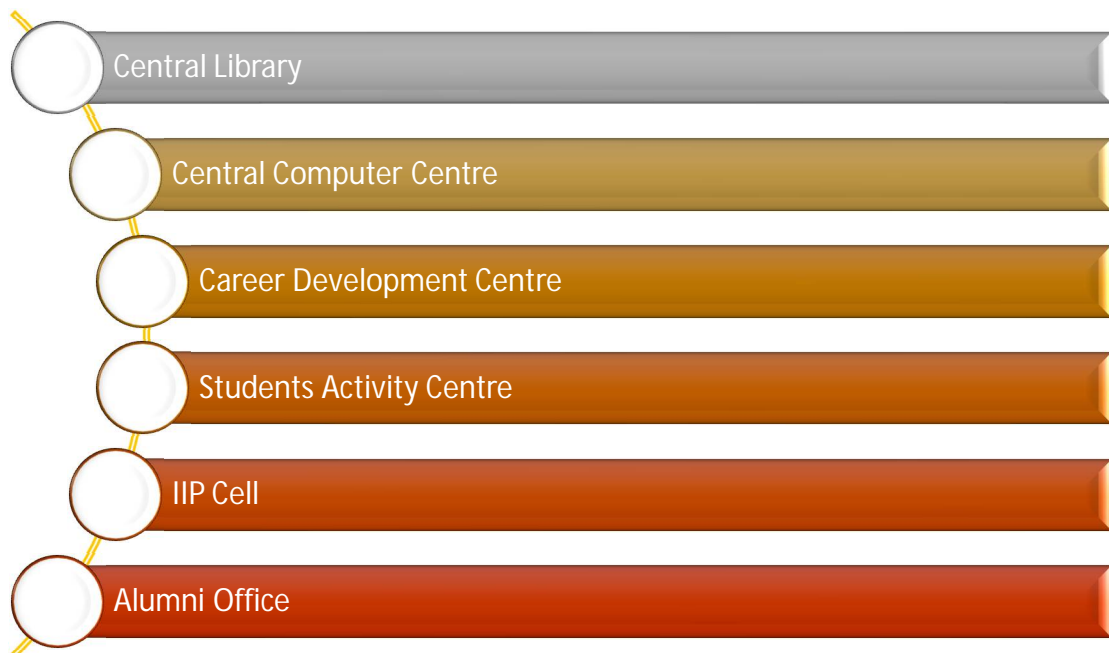 Central Library
Central Computer Centre
Career Development Centre
Students Activity Centre
IIP Cell
Alumni Office